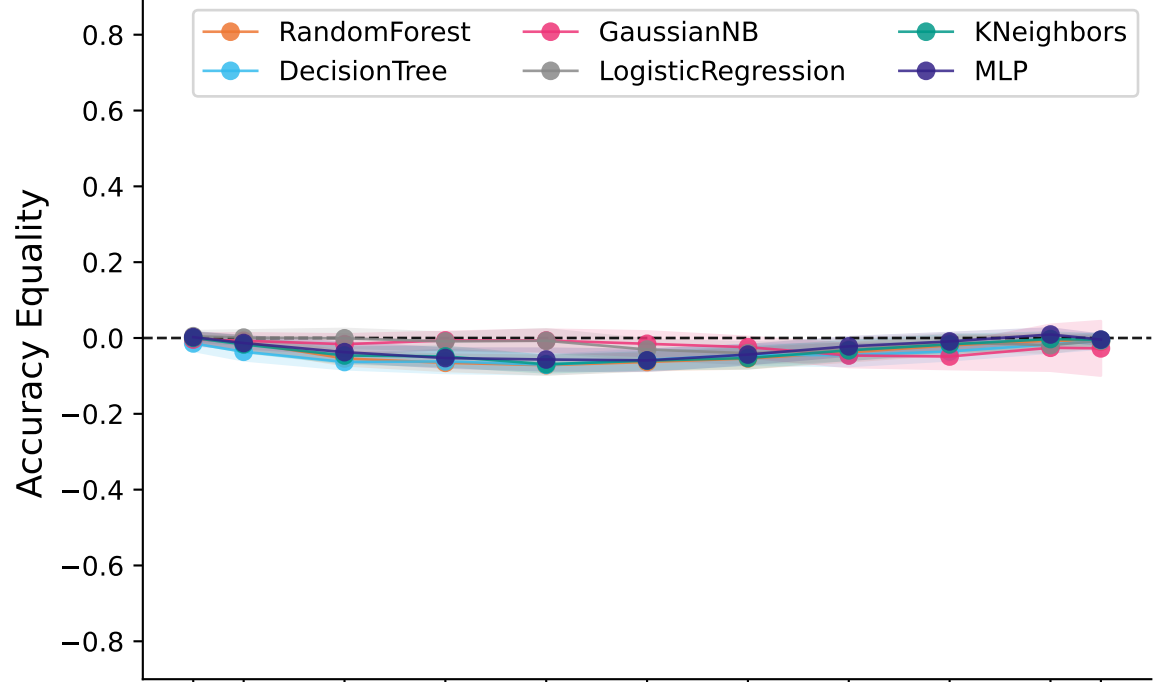 RandomForest
DecisionTree
GaussianNB
LogisticRegression
KNeighbors
MLP
Accuracy Equality
0.8
0.6
0.4
0.2
0.0
−0.2
−0.4
−0.6
−0.8